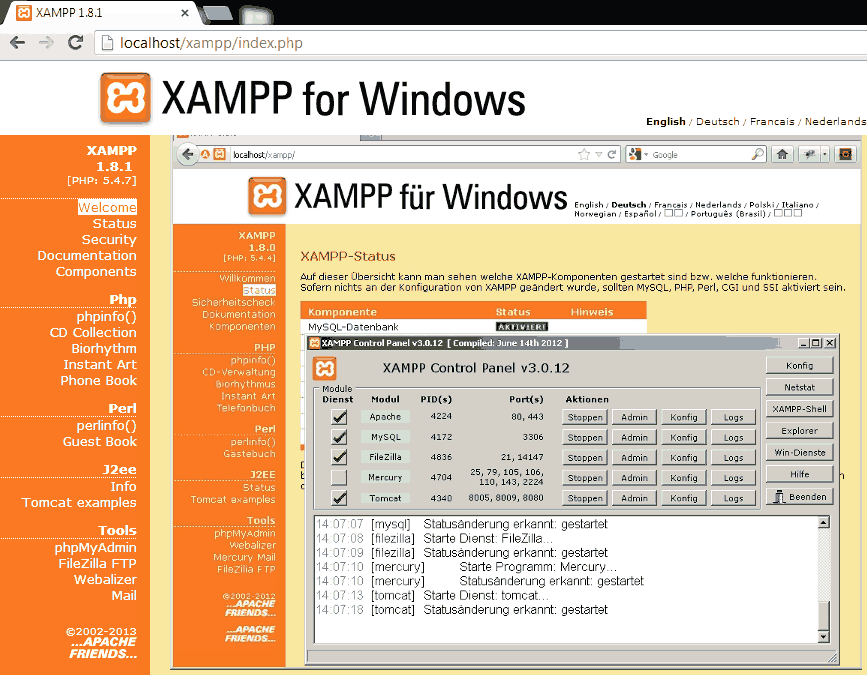 XAMPP 1.8.1
localhost/xampp/index.php
XAMPP for Windows
English / Deutsch / Francais / Nederlands
XAMPP
1.8.1
[PHP: 5.4.7]
Welcome
Status
Security
Documentation
Components
Php
phpinfo()
CD Collection
Biorhythm
Instant Art
Phone Book
Perl
perlinfo()
Guest Book
J2ee
Info
Tomcat examples
Tools
phpMyAdmin
FileZilla FTP
Webalizer
Mail
©2002-2013
...APACHE
FRIENDS...
localhost/xampp/
Google
XAMPP für Windows
English / Deutsch / Francais / Nederlands / Polski / Italiano /
Norwegian / Español / □□ / Português (Brasil) / □□□
XAMPP
1.8.0
[PHP: 5.4.4]
Willkommen
Status
Sicherheitscheck
Dokumentation
Komponenten
PHP
phpinfo()
CD-Verwaltung
Biorhythmus
Instant Art
Telefonbuch
Perl
perlinfo()
Gästebuch
J2EE
Status
Tomcat examples
Tools
phpMyAdmin
Webalizer
Mercury Mail
FileZilla FTP
©2002-2012
...APACHE
FRIENDS...
...APACHE
FRIENDS...
XAMPP-Status
Auf dieser Übersicht kann man sehen welche XAMPP-Komponenten gestartet sind bzw. welche funktionieren.
Sofern nichts an der Konfiguration von XAMPP geändert wurde, sollten MySQL, PHP, Perl, CGI und SSI aktiviert sein.
Komponente Status Hinweis
MySQL-Datenbank AKTIVIERT
XAMPP Control Panel v3.0.12 [ Compiled: June 14th 2012 ]
XAMPP Control Panel v3.0.12
Module
Dienst Modul PID(s) Port(s) Aktionen
Apache 4224 80, 443 Stoppen Admin Konfig Logs
MySQL 4172 3306 Stoppen Admin Konfig Logs
FileZilla 4836 21, 14147 Stoppen Admin Konfig Logs
Mercury 4704 25, 79, 105, 106, 110, 143, 2224 Stoppen Admin Konfig Logs
Tomcat 4340 8005, 8009, 8080 Stoppen Admin Konfig Logs
Konfig
Netstat
XAMPP-Shell
Explorer
Win-Dienste
Hilfe
Beenden
14:07:07 [mysql] Statusänderung erkannt: gestartet
14:07:08 [filezilla] Starte Dienst: FileZilla...
14:07:09 [filezilla] Statusänderung erkannt: gestartet
14:07:10 [mercury] Starte Programm: Mercury...
14:07:10 [mercury] Statusänderung erkannt: gestartet
14:07:13 [tomcat] Starte Dienst: tomcat...
14:07:18 [tomcat] Statusänderung erkannt: gestartet